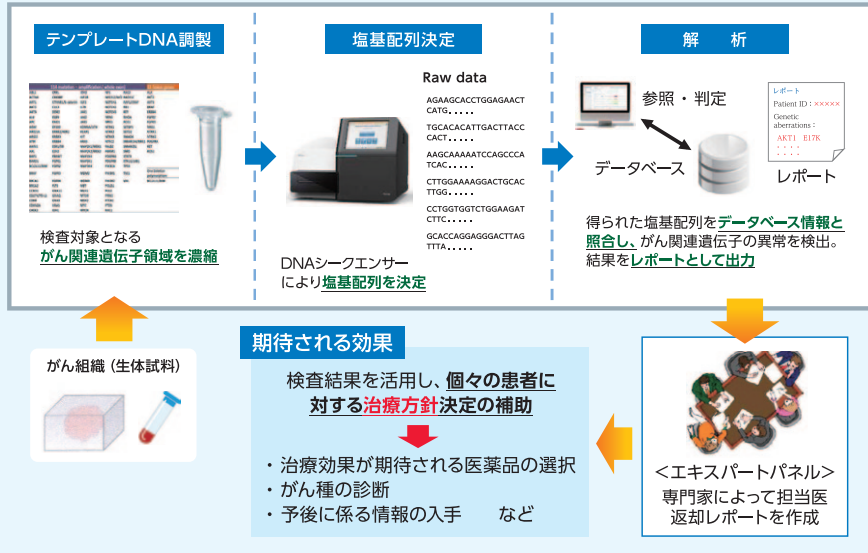 テンプレートDNA調製
検査対象となる
がん関連遺伝子領域を濃縮
塩基配列決定
Raw data
AGAAGCACCTGGAGAACT
CATG.....
TGCACACATTGACTTACC
CACT.....
AAGCAAAAATCCAGCCCA
TCAC.....
CTTGGAAAAGGACTGCAC
TTGG.....
CCTGGTGGTCTGGAAGAT
CTTC.....
GCACCAGGAGGGACTTAG
TTTA.....
DNAシークエンサー
により塩基配列を決定
解 析
参照・判定
データベース
レポート
Patient ID：×××××
Genetic
aberrations：
AKT1 E17K
レポート
得られた塩基配列をデータベース情報と
照合し、がん関連遺伝子の異常を検出。
結果をレポートとして出力
がん組織（生体試料）
期待される効果
検査結果を活用し、個々の患者に
対する治療方針決定の補助
・治療効果が期待される医薬品の選択
・がん種の診断
・予後に係る情報の入手 など
＜エキスパートパネル＞
専門家によって担当医
返却レポートを作成